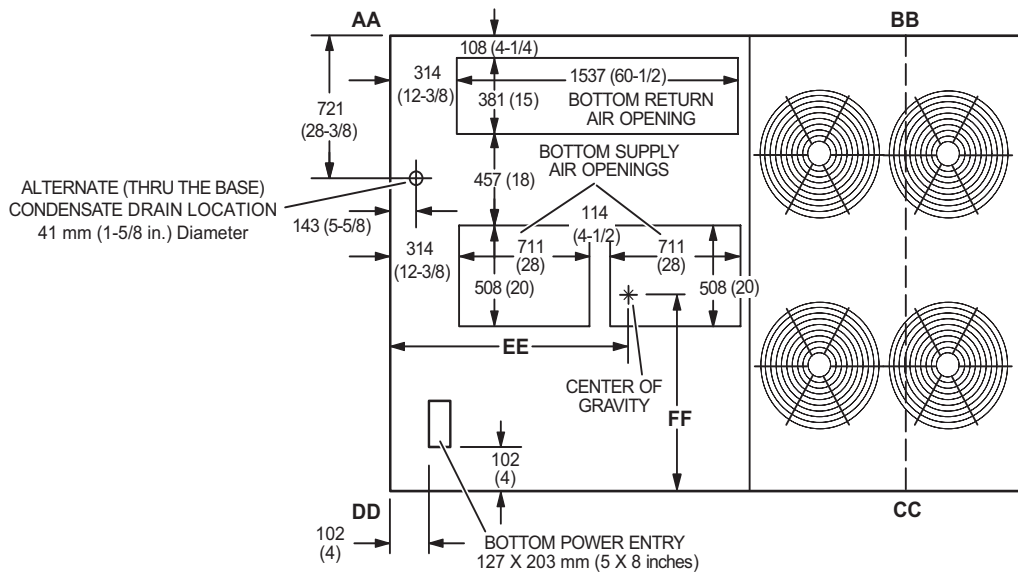 AA
BB
108 (4-1/4)
314
(12-3/8)
1537 (60-1/2)
381 (15)
BOTTOM RETURN
AIR OPENING
721
(28-3/8)
BOTTOM SUPPLY
AIR OPENINGS
457 (18)
ALTERNATE (THRU THE BASE)
CONDENSATE DRAIN LOCATION
41 mm (1-5/8 in.) Diameter
143 (5-5/8)
114
(4-1/2)
314
(12-3/8)
711
(28)
711
(28)
508 (20)
508 (20)
EE
CENTER OF
GRAVITY
FF
102
(4)
DD
CC
102
(4)
BOTTOM POWER ENTRY
127 X 203 mm (5 X 8 inches)